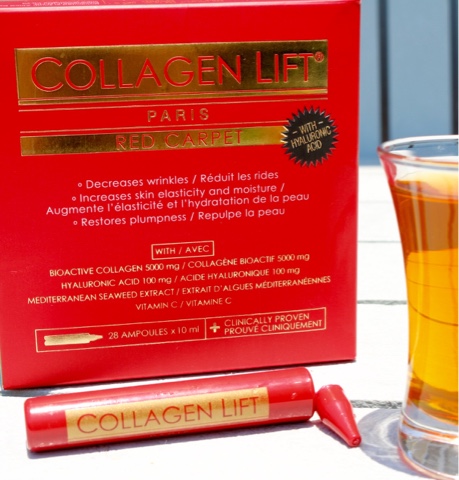 COLLAGEN LIFT®
PARIS
RED CARPET
WITH
HYALURONIC
ACID
Decreases wrinkles / Réduit les rides
Increases skin elasticity and moisture /
Augmente l'élasticité et l'hydratation de la peau
Restores plumpness / Repulpe la peau
WITH / AVEC
BIOACTIVE COLLAGEN 5000 mg / COLLAGÈNE BIOACTIF 5000 mg
HYALURONIC ACID 100 mg / ACIDE HYALURONIQUE 100 mg
MEDITERRANEAN SEAWEED EXTRACT / EXTRAIT D'ALGUES MÉDITERRANÉENNES
VITAMIN C / VITAMINE C
28 AMPOULES x 10 ml
+ CLINICALLY PROVEN
PROUVÉ CLINIQUEMENT
COLLAGEN LIFT